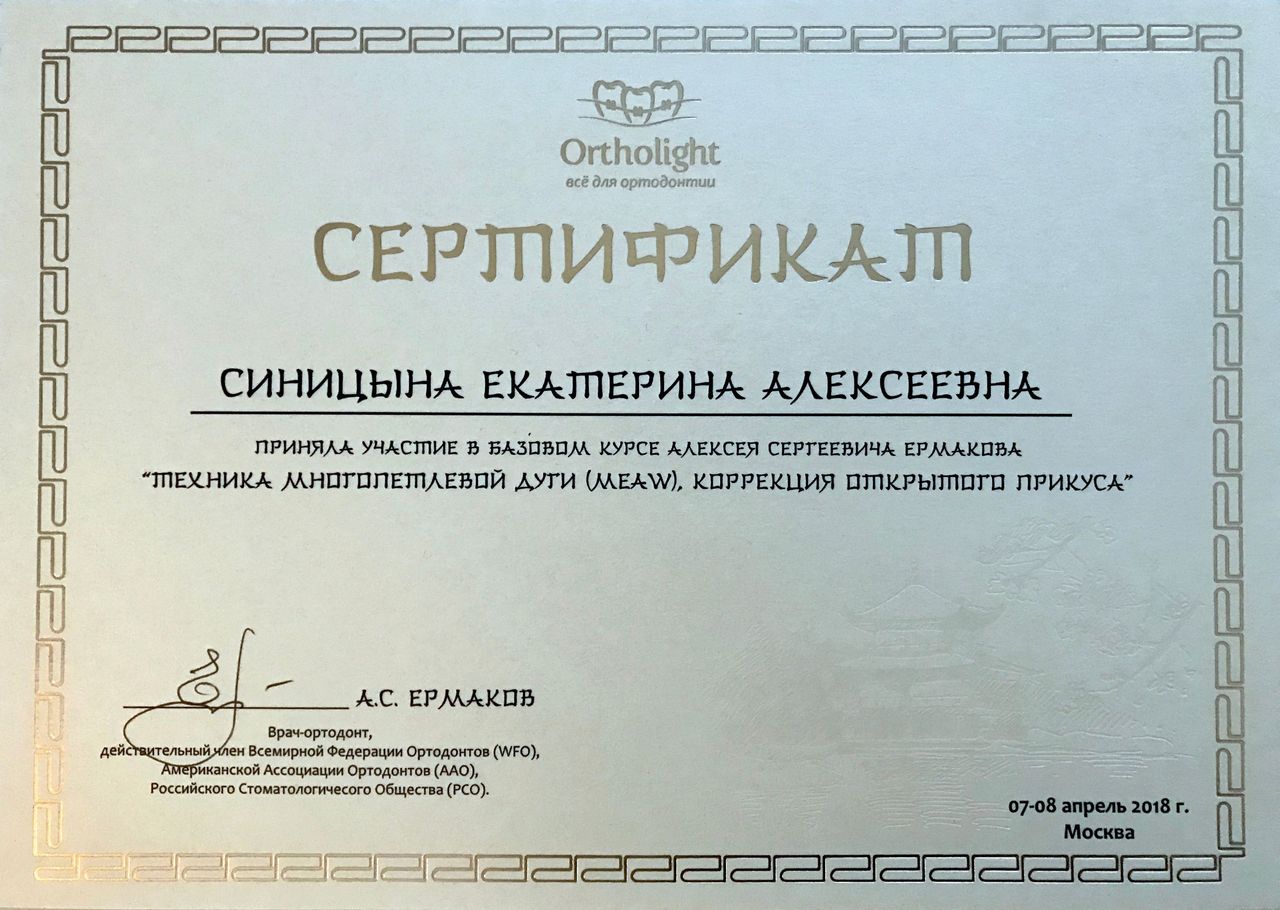 Ortholight
всё для ортодонтии
СЕРТИФИКАТ
СИНИЦЫНА ЕКАТЕРИНА АЛЕКСЕЕВНА
ПРИНЯЛА УЧАСТИЕ В БАЗОВОМ КУРСЕ АЛЕКСЕЯ СЕРГЕЕВИЧА ЕРМАКОВА
“ТЕХНИКА МНОГОПЕТЛЕВОЙ ДУГИ (MEAW), КОРРЕКЦИЯ ОТКРЫТОГО ПРИКУСА”
А.С. ЕРМАКОВ
Врач-ортодонт,
действительный член Всемирной Федерации Ортодонтов (WFO),
Американской Ассоциации Ортодонтов (ААО),
Российского Стоматологичесого Общества (РСО).
07-08 апрель 2018 г.
Москва